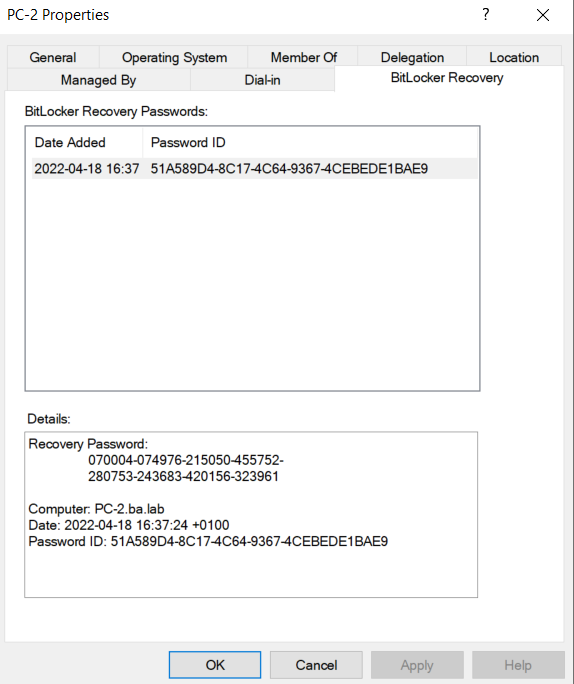 PC-2 Properties
?
General Operating System Member Of Delegation Location
Managed By Dial-in BitLocker Recovery
BitLocker Recovery Passwords:
Date Added Password ID
2022-04-18 16:37 51A589D4-8C17-4C64-9367-4CEBEDE1BAE9
Details:
Recovery Password:
070004-074976-215050-455752-
280753-243683-420156-323961
Computer: PC-2.ba.lab
Date: 2022-04-18 16:37:24 +0100
Password ID: 51A589D4-8C17-4C64-9367-4CEBEDE1BAE9
OK Cancel Apply Help